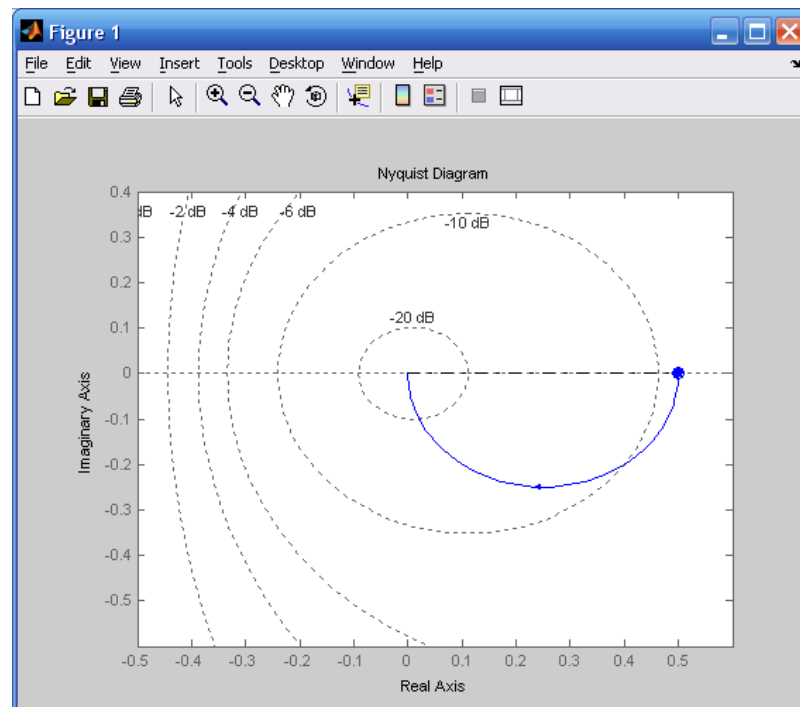 Figure 1
File Edit View Insert Tools Desktop Window Help
Nyquist Diagram
0.4
dB -2 dB -4 dB -6 dB
-10 dB
0.3
0.2
-20 dB
0.1
0
-0.1
-0.2
-0.3
-0.4
-0.5
Imaginary Axis
-0.5 -0.4 -0.3 -0.2 -0.1 0 0.1 0.2 0.3 0.4 0.5
Real Axis